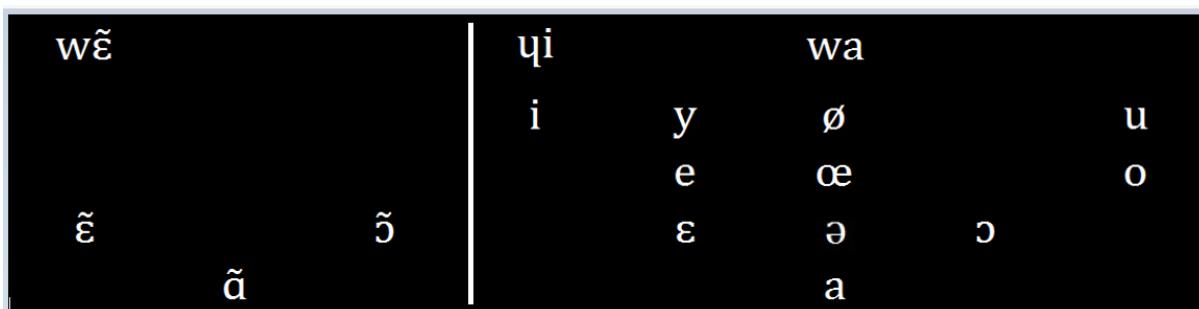 wɛ̃ ɥi wa
i y ø u
e œ o
ɛ̃ ɔ̃ ɛ ə ɔ
ɑ̃ a